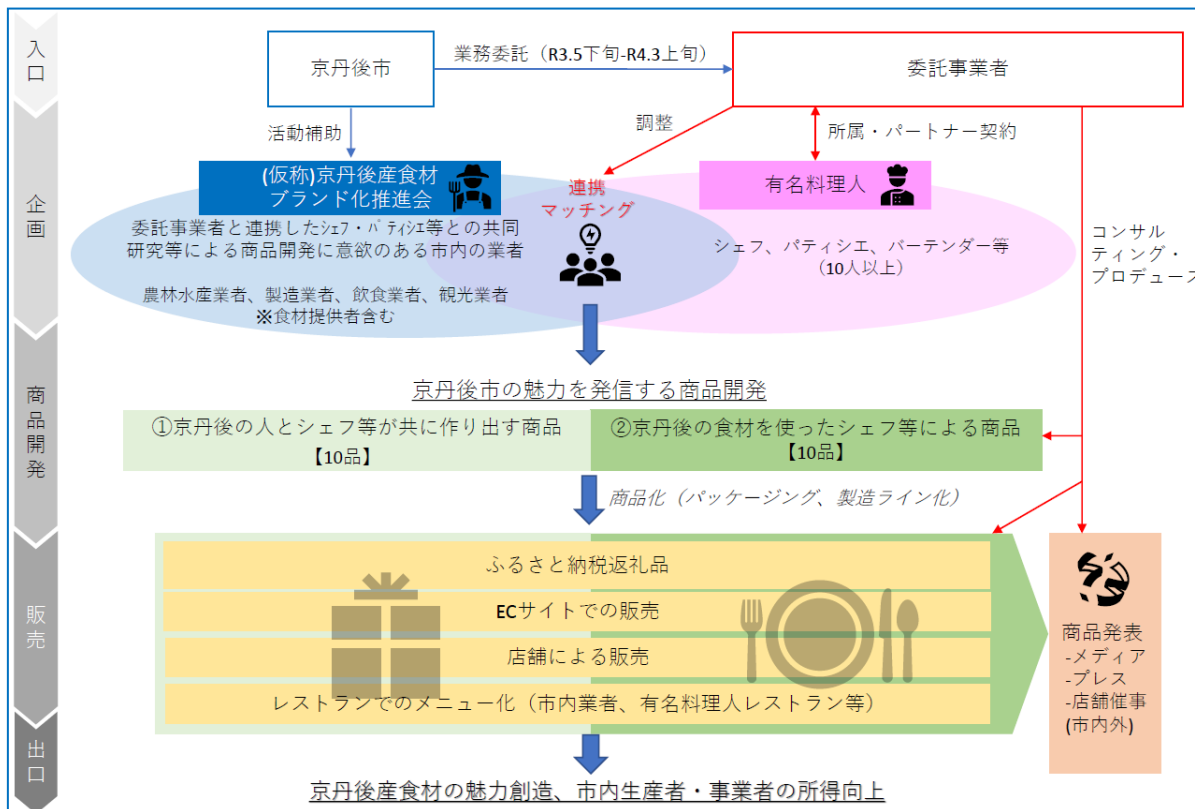 入口
企画
商品開発
販売
出口
京丹後市
業務委託（R3.5下旬-R4.3上旬）
委託事業者
活動補助
調整
所属・パートナー契約
(仮称)京丹後産食材
ブランド化推進会
連携
マッチング
有名料理人
委託事業者と連携したｼｪﾌ・ﾊﾟﾃｨｼｴ等との共同
研究等による商品開発に意欲のある市内の業者
農林水産業者、製造業者、飲食業者、観光業者
※食材提供者含む
シェフ、パティシエ、バーテンダー等
（10人以上）
コンサル
ティング・
プロデュース
京丹後市の魅力を発信する商品開発
①京丹後の人とシェフ等が共に作り出す商品
【10品】
②京丹後の食材を使ったシェフ等による商品
【10品】
商品化（パッケージング、製造ライン化）
ふるさと納税返礼品
ECサイトでの販売
店舗による販売
レストランでのメニュー化（市内業者、有名料理人レストラン等）
商品発表
-メディア
-プレス
-店舗催事
(市内外)
京丹後産食材の魅力創造、市内生産者・事業者の所得向上